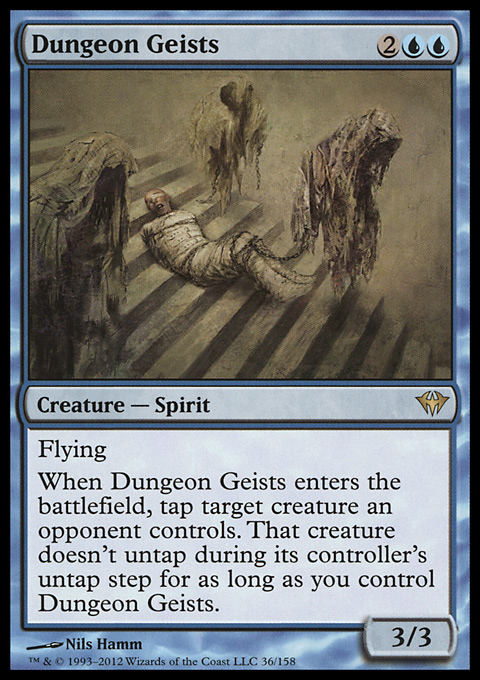 Dungeon Geists 2
Creature — Spirit
Flying
When Dungeon Geists enters the
battlefield, tap target creature an
opponent controls. That creature
doesn't untap during its controller's
untap step for as long as you control
Dungeon Geists.
3/3
Nils Hamm
™ & © 1993–2012 Wizards of the Coast LLC 36/158